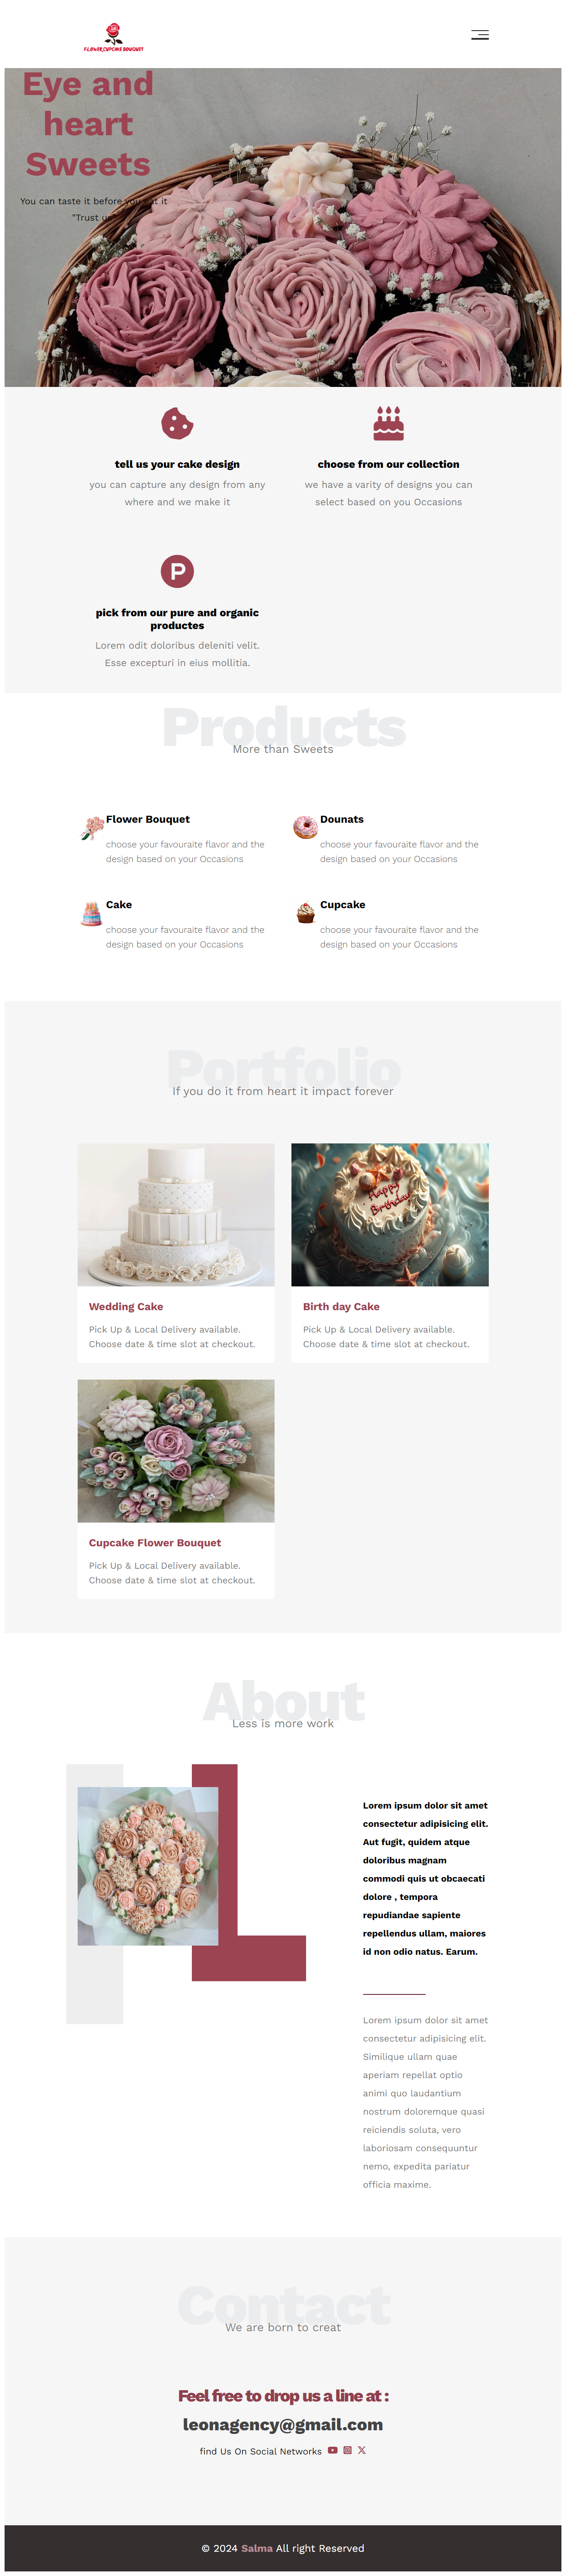 FLOWER,CUPCAKE BOUQUET
Eye and
heart
Sweets
You can taste it before you eat it
"Trust us
tell us your cake design
you can capture any design from any
where and we make it
choose from our collection
we have a varity of designs you can
select based on you Occasions
pick from our pure and organic
productes
Lorem odit doloribus deleniti velit.
Esse excepturi in eius mollitia.
Products
More than Sweets
Flower Bouquet
choose your favouraite flavor and the
design based on your Occasions
Dounats
choose your favouraite flavor and the
design based on your Occasions
Cake
choose your favouraite flavor and the
design based on your Occasions
Cupcake
choose your favouraite flavor and the
design based on your Occasions
Portfolio
If you do it from heart it impact forever
Happy
Birthday
Wedding Cake
Pick Up & Local Delivery available.
Choose date & time slot at checkout.
Birth day Cake
Pick Up & Local Delivery available.
Choose date & time slot at checkout.
Cupcake Flower Bouquet
Pick Up & Local Delivery available.
Choose date & time slot at checkout.
About
Less is more work
Lorem ipsum dolor sit amet
consectetur adipisicing elit.
Aut fugit, quidem atque
doloribus magnam
commodi quis ut obcaecati
dolore , tempora
repudiandae sapiente
repellendus ullam, maiores
id non odio natus. Earum.
Lorem ipsum dolor sit amet
consectetur adipisicing elit.
Similique ullam quae
aperiam repellat optio
animi quo laudantium
nostrum doloremque quasi
reiciendis soluta, vero
laboriosam consequuntur
nemo, expedita pariatur
officia maxime.
Contact
We are born to creat
Feel free to drop us a line at :
leonagency@gmail.com
find Us On Social Networks
© 2024 Salma All right Reserved